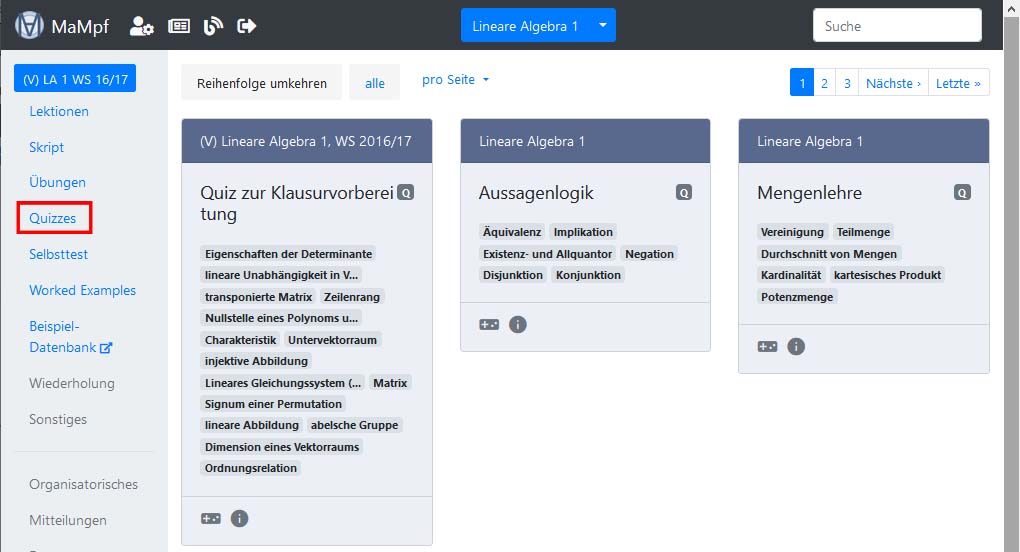 MaMpf
Lineare Algebra 1
Suche
(V) LA 1 WS 16/17
Lektionen
Skript
Übungen
Quizzes
Selbsttest
Worked Examples
Beispiel-
Datenbank
Wiederholung
Sonstiges
Organisatorisches
Mitteilungen
Reihenfolge umkehren
alle
pro Seite
1 2 3 Nächste › Letzte »
(V) Lineare Algebra 1, WS 2016/17
Quiz zur Klausurvorberei Q
tung
Eigenschaften der Determinante
lineare Unabhängigkeit in V...
transponierte Matrix Zeilenrang
Nullstelle eines Polynoms u...
Charakteristik Untervektorraum
injektive Abbildung
Lineares Gleichungssystem (... Matrix
Signum einer Permutation
lineare Abbildung abelsche Gruppe
Dimension eines Vektorraums
Ordnungsrelation
Lineare Algebra 1
Aussagenlogik Q
Äquivalenz Implikation
Existenz- und Allquantor Negation
Disjunktion Konjunktion
Lineare Algebra 1
Mengenlehre Q
Vereinigung Teilmenge
Durchschnitt von Mengen
Kardinalität kartesisches Produkt
Potenzmenge